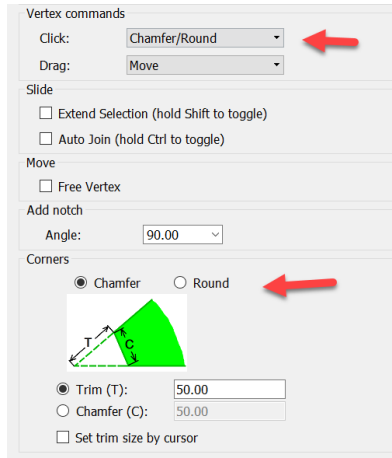 Vertex commands
Click: Chamfer/Round
Drag: Move
Slide
Extend Selection (hold Shift to toggle)
Auto Join (hold Ctrl to toggle)
Move
Free Vertex
Add notch
Angle: 90.00
Corners
Chamfer Round
T C
Trim (T): 50.00
Chamfer (C): 50.00
Set trim size by cursor